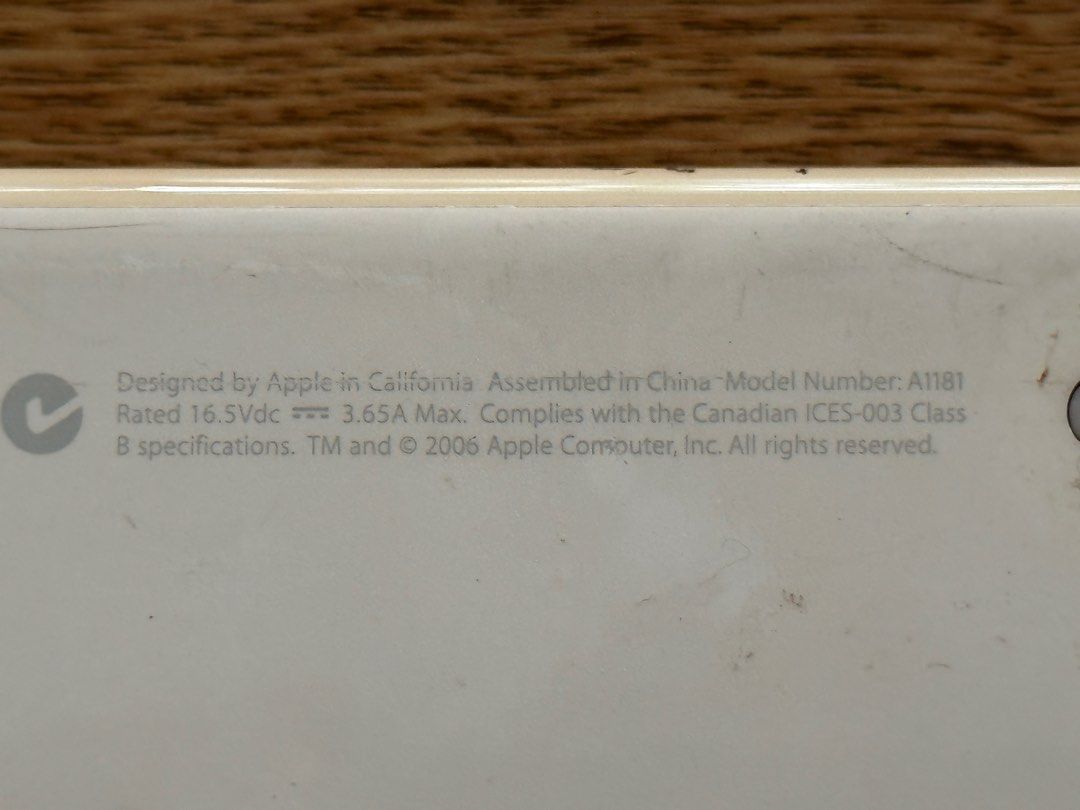 Designed by Apple in California Assembled in China Model Number: A1181
Rated 16.5Vdc ⎓ 3.65A Max. Complies with the Canadian ICES-003 Class
B specifications. TM and © 2006 Apple Computer, Inc. All rights reserved.